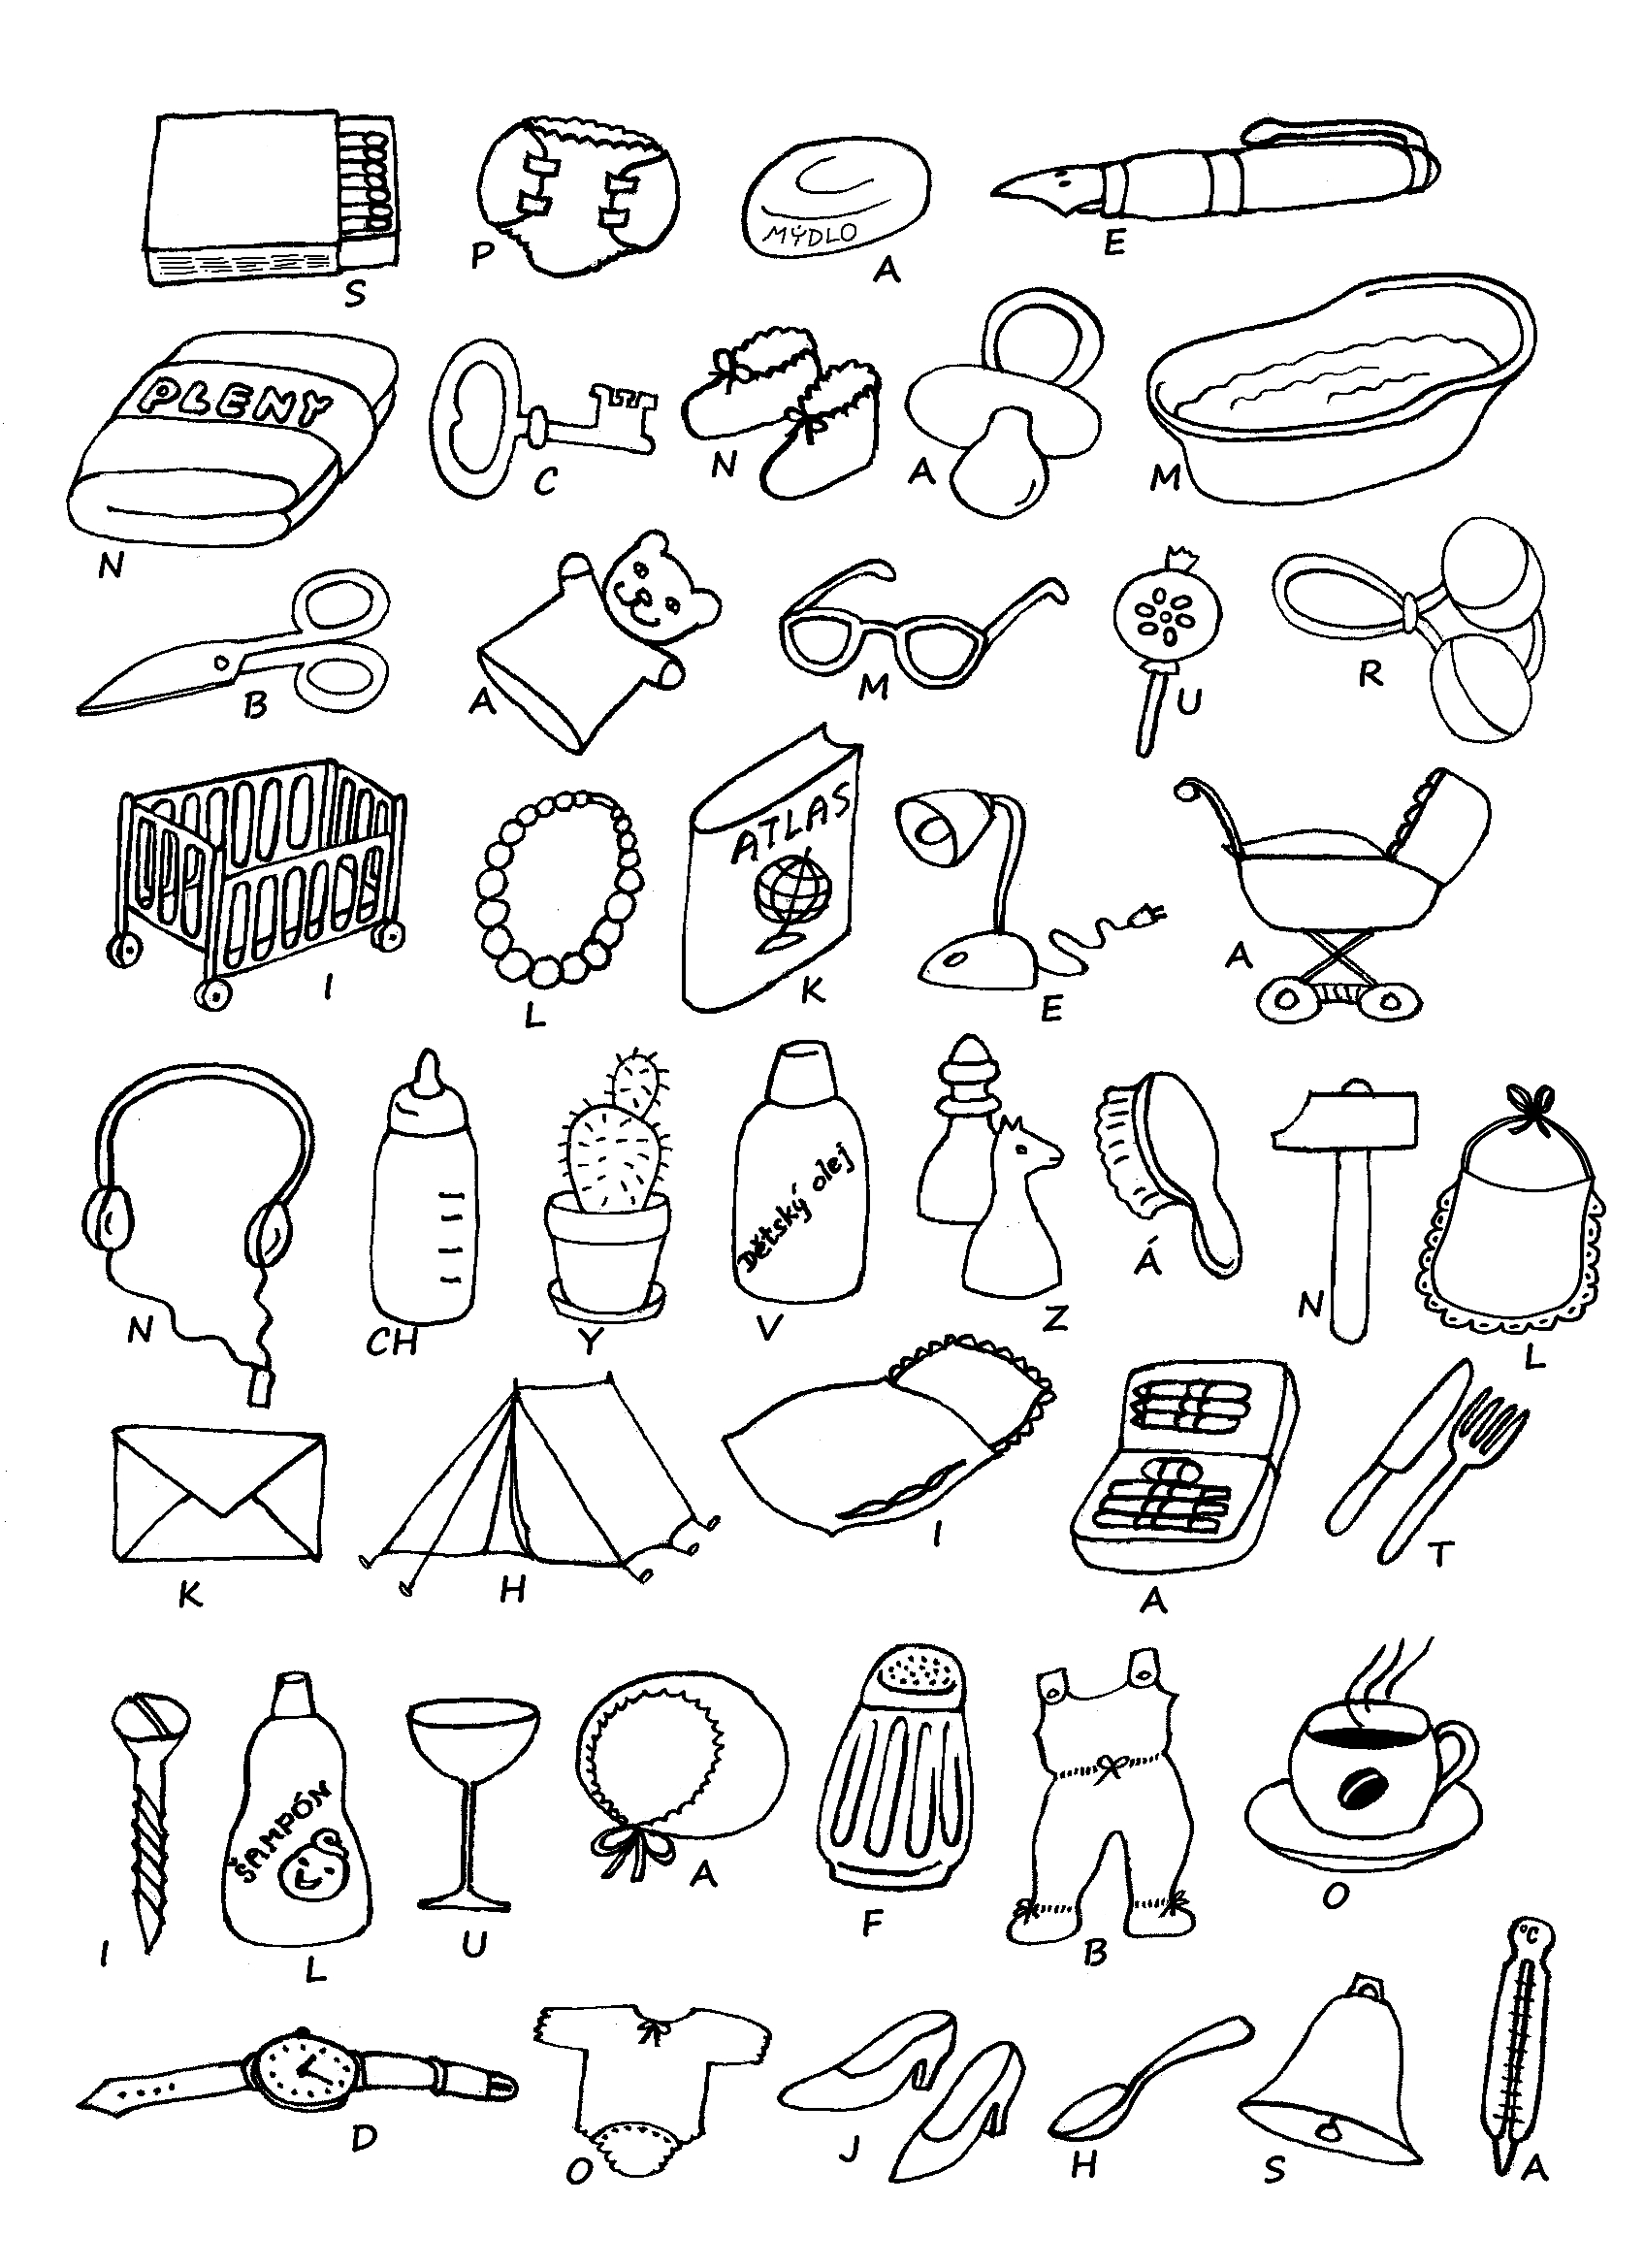 S P MÝDLO A E
PLENY N C N A M
B A M U R
I L ATLAS K E A
N CH Y Dětský olej V Z Á N L
K H I A T
I ŠAMPÓN L U A F B O
D O J H S °C A